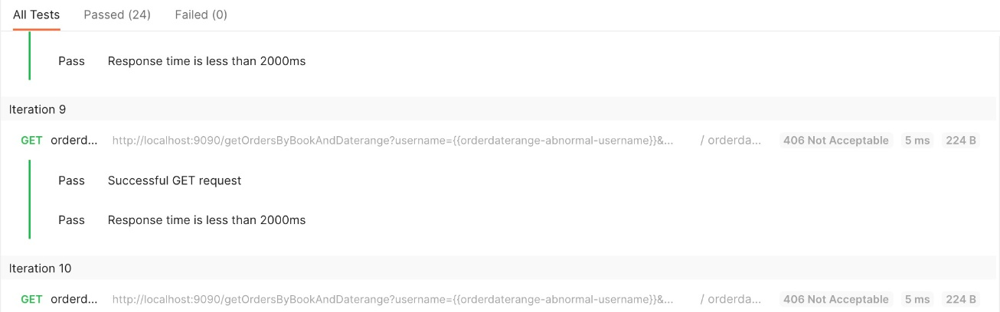 All Tests Passed (24) Failed (0)
Pass Response time is less than 2000ms
Iteration 9
GET orderd... http://localhost:9090/getOrdersByBookAndDaterange?username={{orderdaterange-abnormal-username}}&... / orderda... 406 Not Acceptable 5 ms 224 B
Pass Successful GET request
Pass Response time is less than 2000ms
Iteration 10
GET orderd... http://localhost:9090/getOrdersByBookAndDaterange?username={{orderdaterange-abnormal-username}}&... / orderda... 406 Not Acceptable 5 ms 224 B